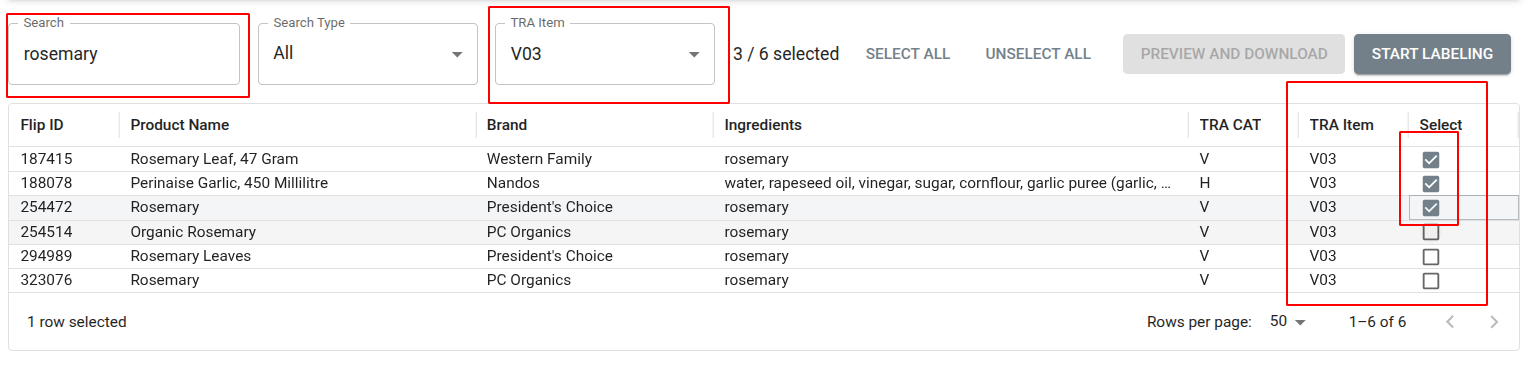 Search
rosemary
Search Type
All
TRA Item
V03
3 / 6 selected
SELECT ALL
UNSELECT ALL
PREVIEW AND DOWNLOAD
START LABELING
Flip ID Product Name Brand Ingredients TRA CAT TRA Item Select
187415 Rosemary Leaf, 47 Gram Western Family rosemary V V03
188078 Perinaise Garlic, 450 Millilitre Nandos water, rapeseed oil, vinegar, sugar, cornflour, garlic puree (garlic, ... H V03
254472 Rosemary President's Choice rosemary V V03
254514 Organic Rosemary PC Organics rosemary V V03
294989 Rosemary Leaves President's Choice rosemary V V03
323076 Rosemary PC Organics rosemary V V03
1 row selected Rows per page: 50 1–6 of 6